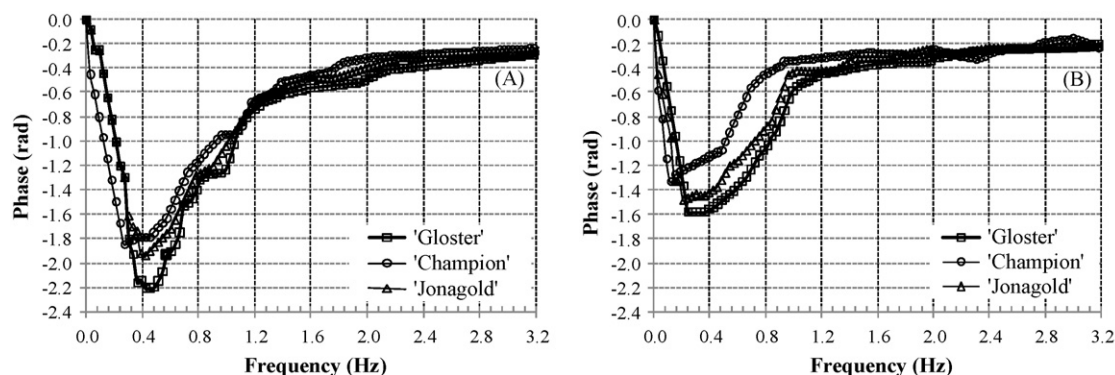 0.0
-0.2
-0.4
-0.6
-0.8
-1.0
-1.2
-1.4
-1.6
-1.8
-2.0
-2.2
-2.4
Phase (rad)
(A)
'Gloster'
'Champion'
'Jonagold'
0.0 0.4 0.8 1.2 1.6 2.0 2.4 2.8 3.2
Frequency (Hz)
0.0
-0.2
-0.4
-0.6
-0.8
-1.0
-1.2
-1.4
-1.6
-1.8
-2.0
-2.2
-2.4
Phase (rad)
(B)
'Gloster'
'Champion'
'Jonagold'
0.0 0.4 0.8 1.2 1.6 2.0 2.4 2.8 3.2
Frequency (Hz)